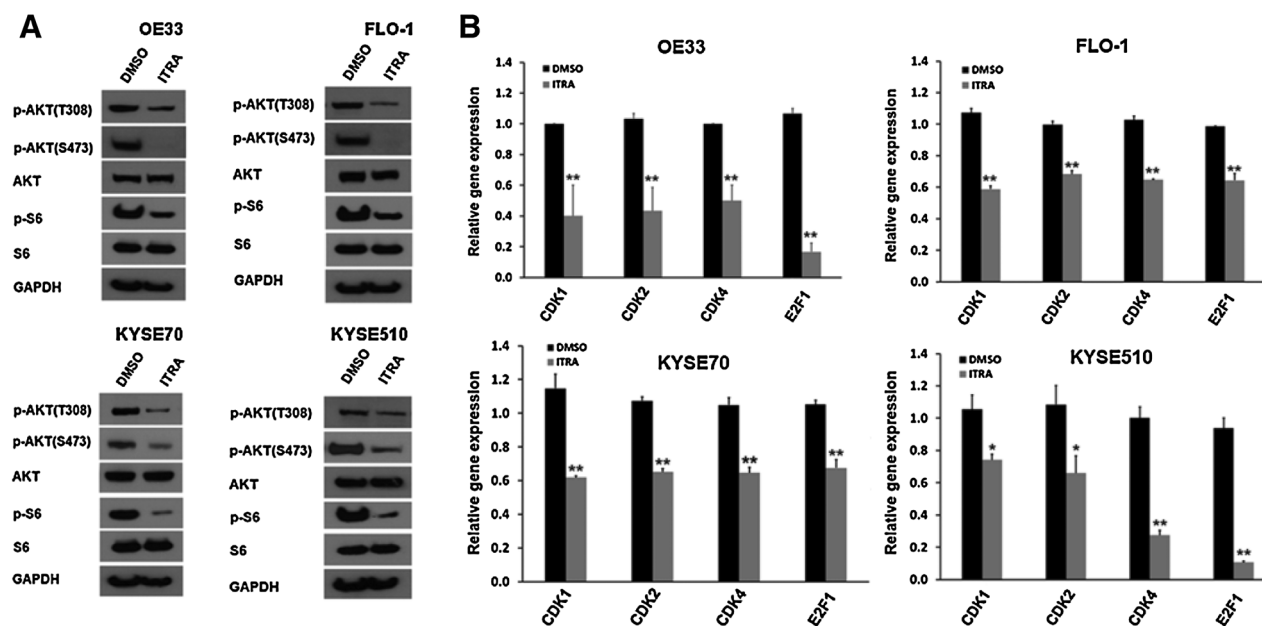 A
OE33
DMSO ITRA
p-AKT(T308)
p-AKT(S473)
AKT
p-S6
S6
GAPDH
FLO-1
DMSO ITRA
p-AKT(T308)
p-AKT(S473)
AKT
p-S6
S6
GAPDH
KYSE70
DMSO ITRA
p-AKT(T308)
p-AKT(S473)
AKT
p-S6
S6
GAPDH
KYSE510
DMSO ITRA
p-AKT(T308)
p-AKT(S473)
AKT
p-S6
S6
GAPDH
B
OE33
DMSO
ITRA
Relative gene expression
1.4
1.2
1.0
0.8
0.6
0.4
0.2
0.0
** ** ** **
CDK1 CDK2 CDK4 E2F1
FLO-1
DMSO
ITRA
Relative gene expression
1.4
1.2
1.0
0.8
0.6
0.4
0.2
0.0
** ** ** **
CDK1 CDK2 CDK4 E2F1
KYSE70
DMSO
ITRA
Relative gene expression
1.4
1.2
1.0
0.8
0.6
0.4
0.2
0.0
** ** ** **
CDK1 CDK2 CDK4 E2F1
KYSE510
DMSO
ITRA
Relative gene expression
1.4
1.2
1.0
0.8
0.6
0.4
0.2
0.0
* * ** **
CDK1 CDK2 CDK4 E2F1